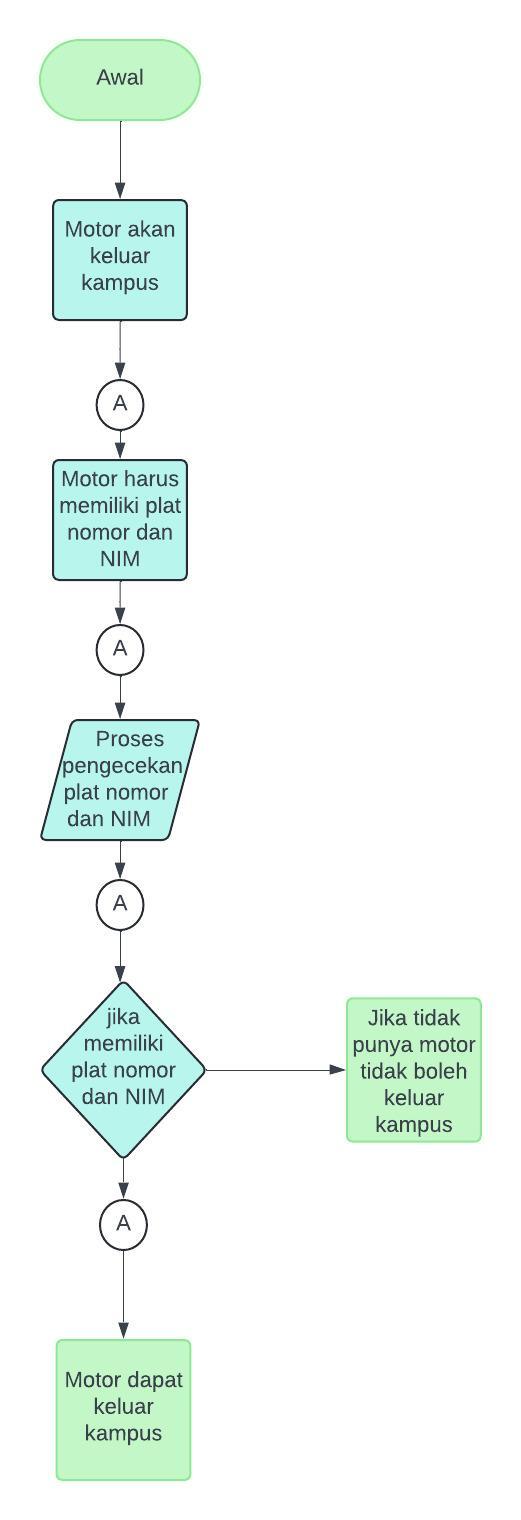 Awal
Motor akan
keluar
kampus
A
Motor harus
memiliki plat
nomor dan
NIM
A
Proses
pengecekan
plat nomor
dan NIM
A
jika
memiliki
plat nomor
dan NIM
Jika tidak
punya motor
tidak boleh
keluar
kampus
A
Motor dapat
keluar
kampus